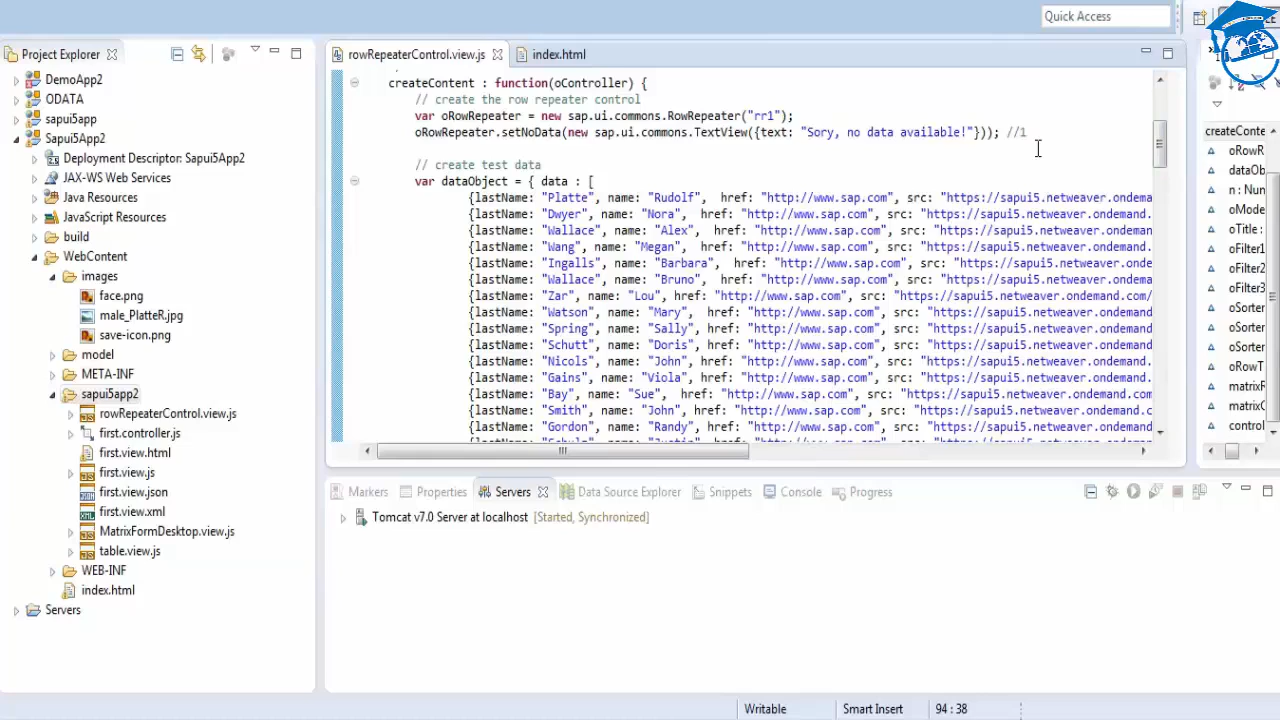 Quick Access
Project Explorer
DemoApp2
ODATA
sapui5app
Sapui5App2
Deployment Descriptor: Sapui5App2
JAX-WS Web Services
Java Resources
JavaScript Resources
build
WebContent
images
face.png
male_PlatteR.jpg
save-icon.png
model
META-INF
sapui5app2
rowRepeaterControl.view.js
first.controller.js
first.view.html
first.view.js
first.view.json
first.view.xml
MatrixFormDesktop.view.js
table.view.js
WEB-INF
index.html
Servers
rowRepeaterControl.view.js
index.html
createContent : function(oController) {
// create the row repeater control
var oRowRepeater = new sap.ui.commons.RowRepeater("rr1");
oRowRepeater.setNoData(new sap.ui.commons.TextView({text: "Sory, no data available!"})); //1
// create test data
var dataObject = { data : [
{lastName: "Platte", name: "Rudolf", href: "http://www.sap.com", src: "https://sapui5.netweaver.ondema
{lastName: "Dwyer", name: "Nora", href: "http://www.sap.com", src: "https://sapui5.netweaver.ondemand.
{lastName: "Wallace", name: "Alex", href: "http://www.sap.com", src: "https://sapui5.netweaver.ondema
{lastName: "Wang", name: "Megan", href: "http://www.sap.com", src: "https://sapui5.netweaver.ondemand
{lastName: "Ingalls", name: "Barbara", href: "http://www.sap.com", src: "https://sapui5.netweaver.ond
{lastName: "Wallace", name: "Bruno", href: "http://www.sap.com", src: "https://sapui5.netweaver.ondem
{lastName: "Zar", name: "Lou", href: "http://www.sap.com", src: "https://sapui5.netweaver.ondemand.com/
{lastName: "Watson", name: "Mary", href: "http://www.sap.com", src: "https://sapui5.netweaver.ondeman
{lastName: "Spring", name: "Sally", href: "http://www.sap.com", src: "https://sapui5.netweaver.ondema
{lastName: "Schutt", name: "Doris", href: "http://www.sap.com", src: "https://sapui5.netweaver.ondema
{lastName: "Nicols", name: "John", href: "http://www.sap.com", src: "https://sapui5.netweaver.ondeman
{lastName: "Gains", name: "Viola", href: "http://www.sap.com", src: "https://sapui5.netweaver.ondeman
{lastName: "Bay", name: "Sue", href: "http://www.sap.com", src: "https://sapui5.netweaver.ondemand.com
{lastName: "Smith", name: "John", href: "http://www.sap.com", src: "https://sapui5.netweaver.ondemand.c
{lastName: "Gordon", name: "Randy", href: "http://www.sap.com", src: "https://sapui5.netweaver.ondema
createConte
oRowR
dataOb
n : Nun
oMode
oTitle :
oFilter1
oFilter2
oFilter3
oSorter
oSorter
oSorter
oRowT
matrixR
matrixC
control
Markers
Properties
Servers
Data Source Explorer
Snippets
Console
Progress
Tomcat v7.0 Server at localhost [Started, Synchronized]
Writable
Smart Insert
94 : 38